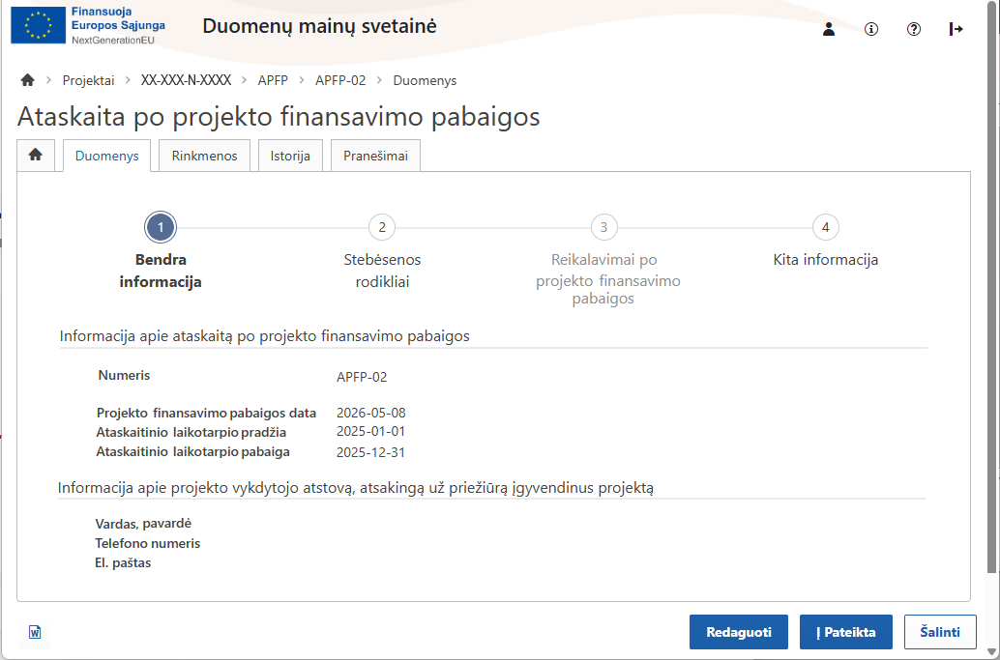 Finansuoja
Europos Sąjunga
NextGenerationEU
Duomenų mainų svetainė
Projektai > XX-XXX-N-XXXX > APFP > APFP-02 > Duomenys
Ataskaita po projekto finansavimo pabaigos
Duomenys Rinkmenos Istorija Pranešimai
1 2 3 4
Bendra informacija
Stebėsenos rodikliai
Reikalavimai po projekto finansavimo pabaigos
Kita informacija
Informacija apie ataskaitą po projekto finansavimo pabaigos
Numeris APFP-02
Projekto finansavimo pabaigos data 2026-05-08
Ataskaitinio laikotarpio pradžia 2025-01-01
Ataskaitinio laikotarpio pabaiga 2025-12-31
Informacija apie projekto vykdytojo atstovą, atsakingą už priežiūrą įgyvendinus projektą
Vardas, pavardė
Telefono numeris
El. paštas
Redaguoti Į Pateikta Šalinti